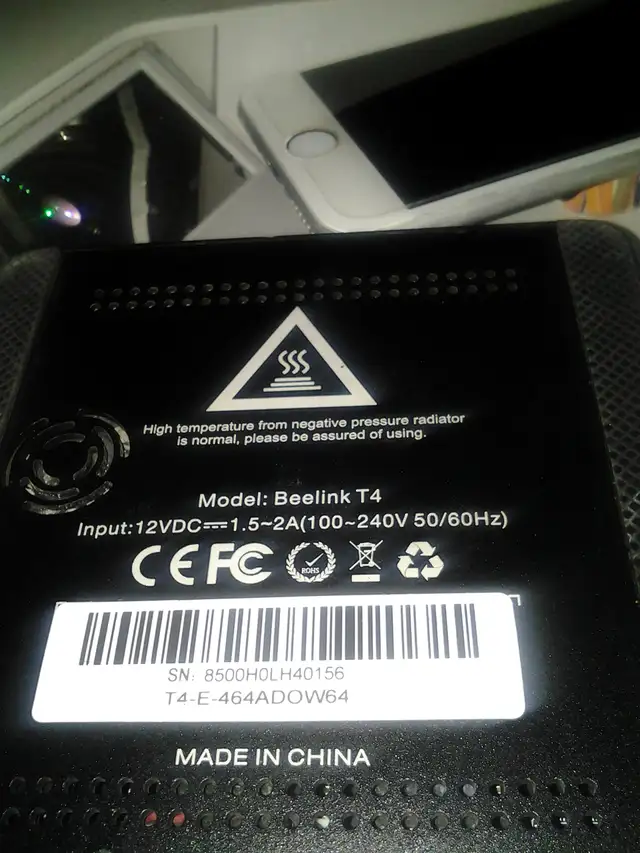 High temperature from negative pressure radiator
is normal, please be assured of using.
Model: Beelink T4
Input:12VDC⎓1.5~2A(100~240V 50/60Hz)
CE FC ROHS
SN: 8500H0LH40156
T4-E-464ADOW64
MADE IN CHINA